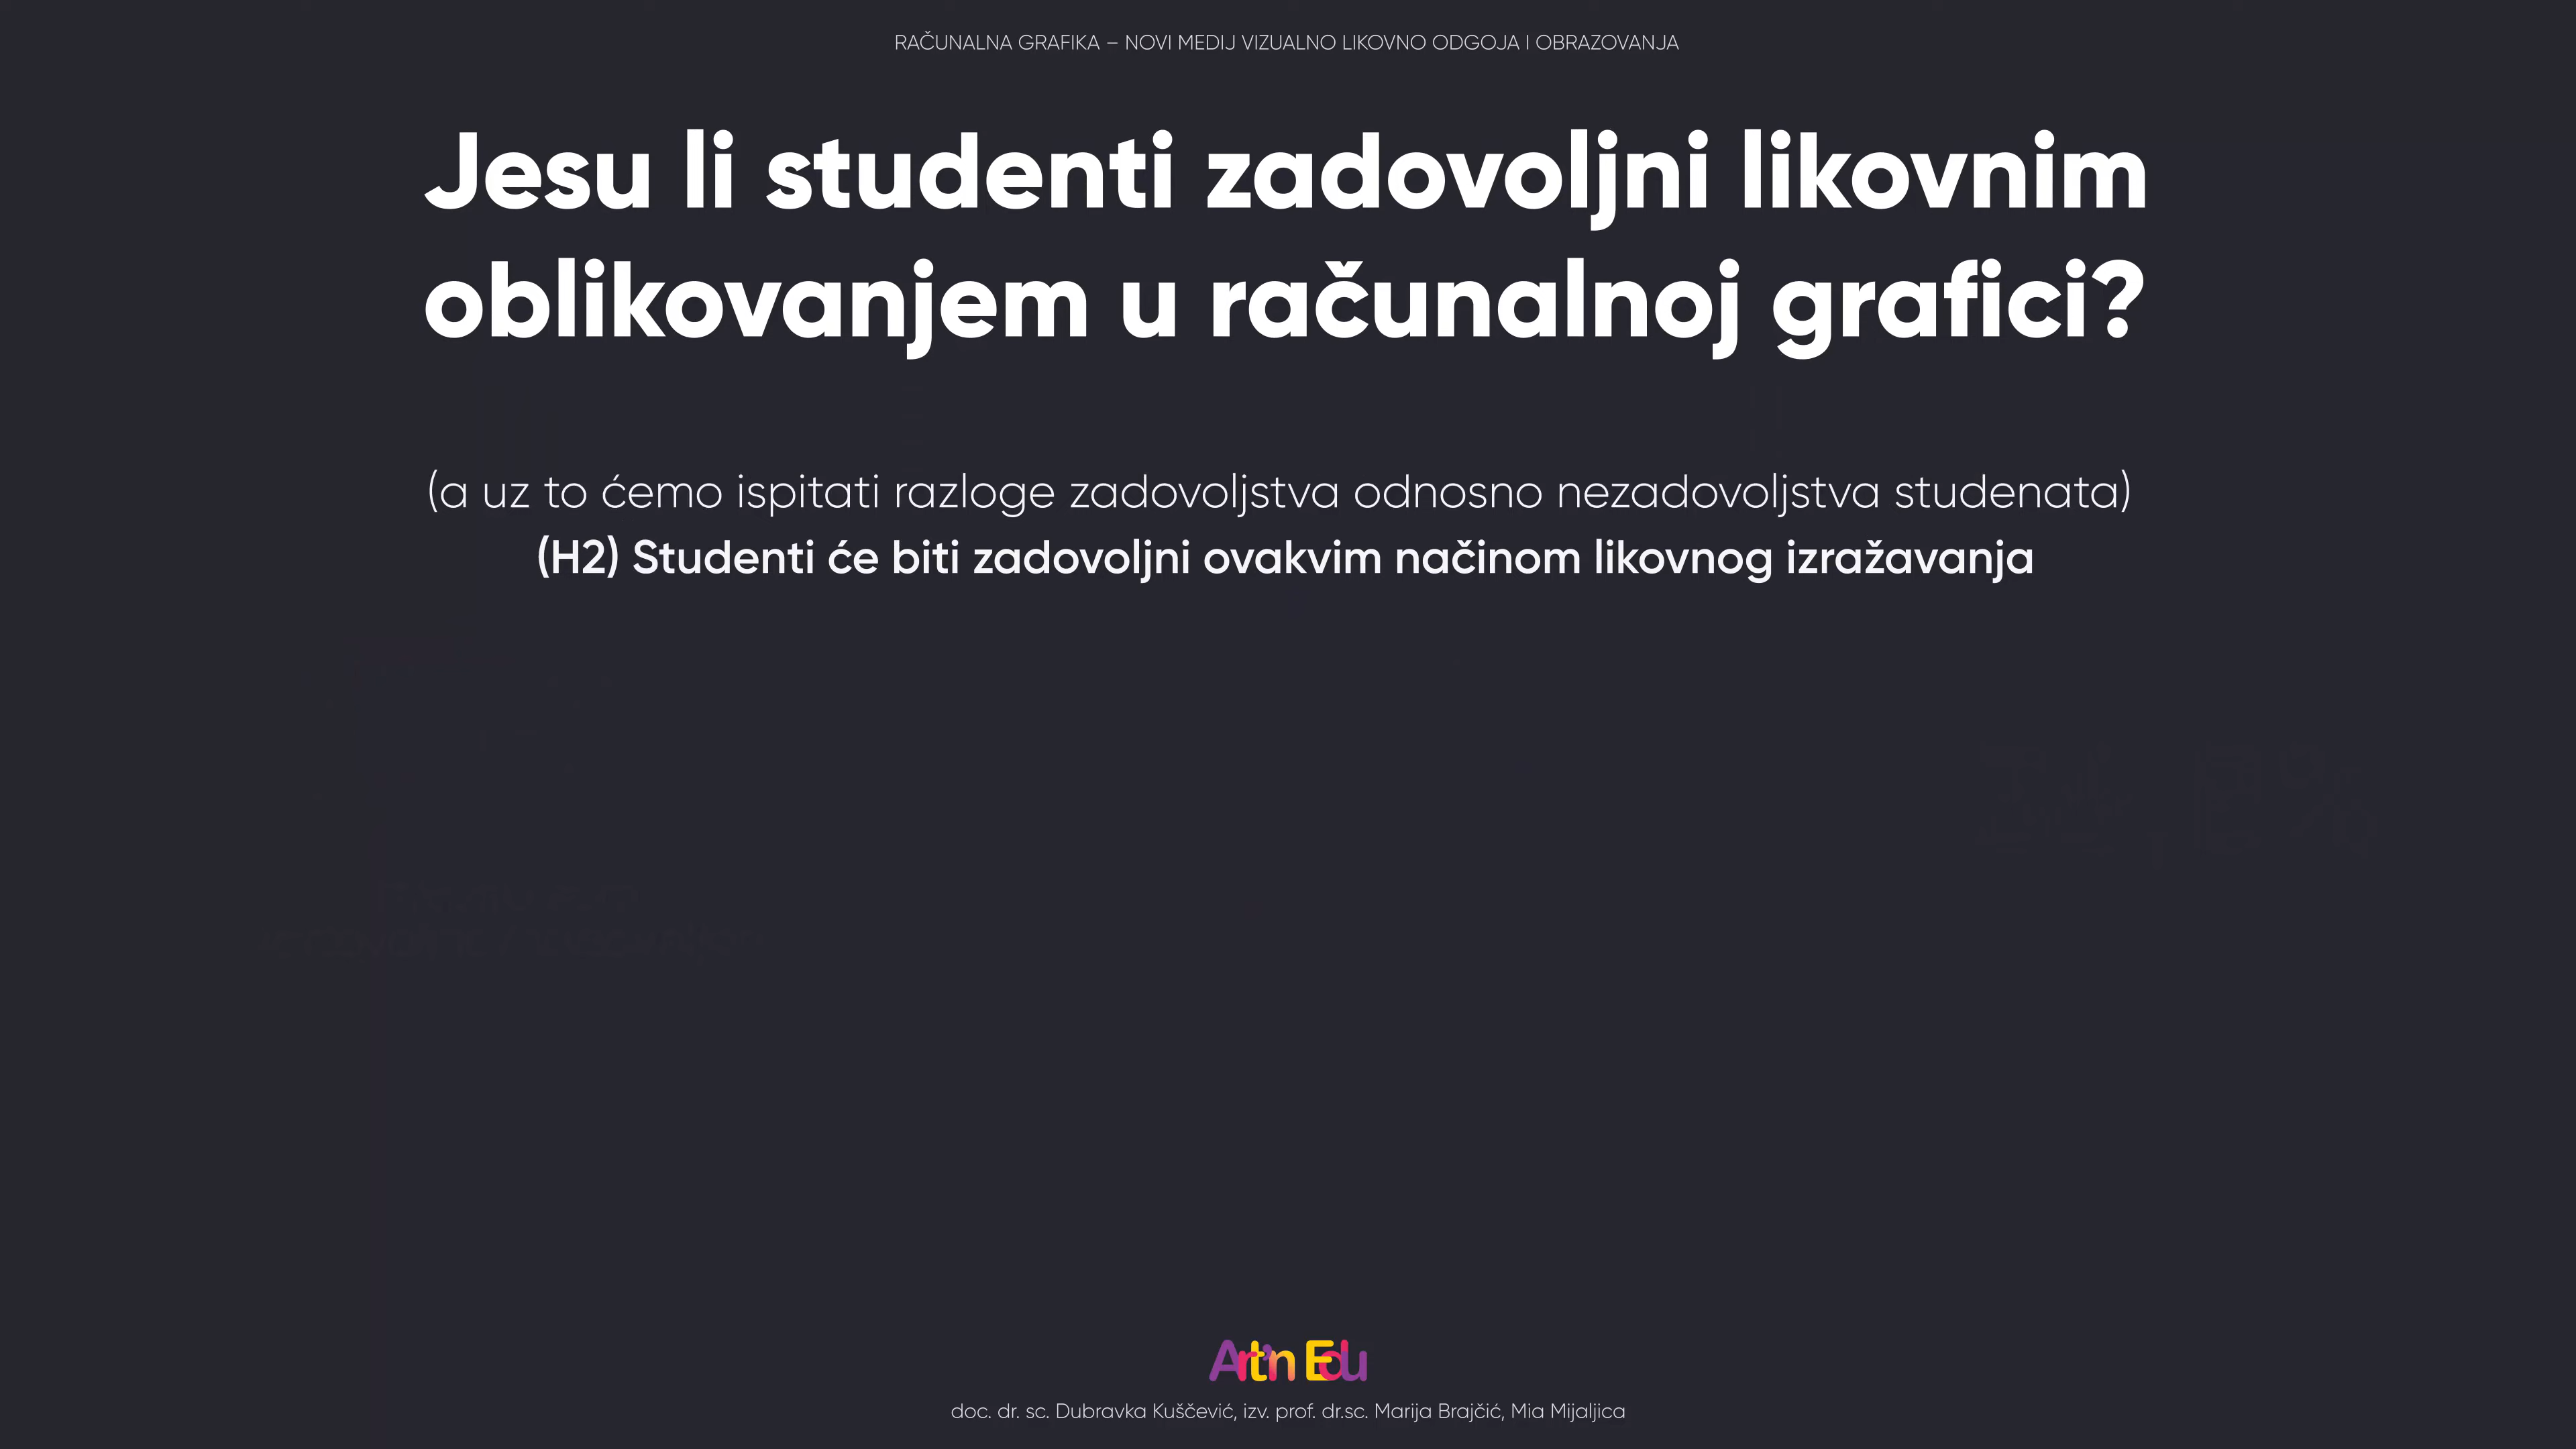 RAČUNALNA GRAFIKA – NOVI MEDIJ VIZUALNO LIKOVNO ODGOJA I OBRAZOVANJA
Jesu li studenti zadovoljni likovnim
oblikovanjem u računalnoj grafici?
(a uz to ćemo ispitati razloge zadovoljstva odnosno nezadovoljstva studenata)
(H2) Studenti će biti zadovoljni ovakvim načinom likovnog izražavanja
Art'n Edu
doc. dr. sc. Dubravka Kuščević, izv. prof. dr.sc. Marija Brajčić, Mia Mijaljica